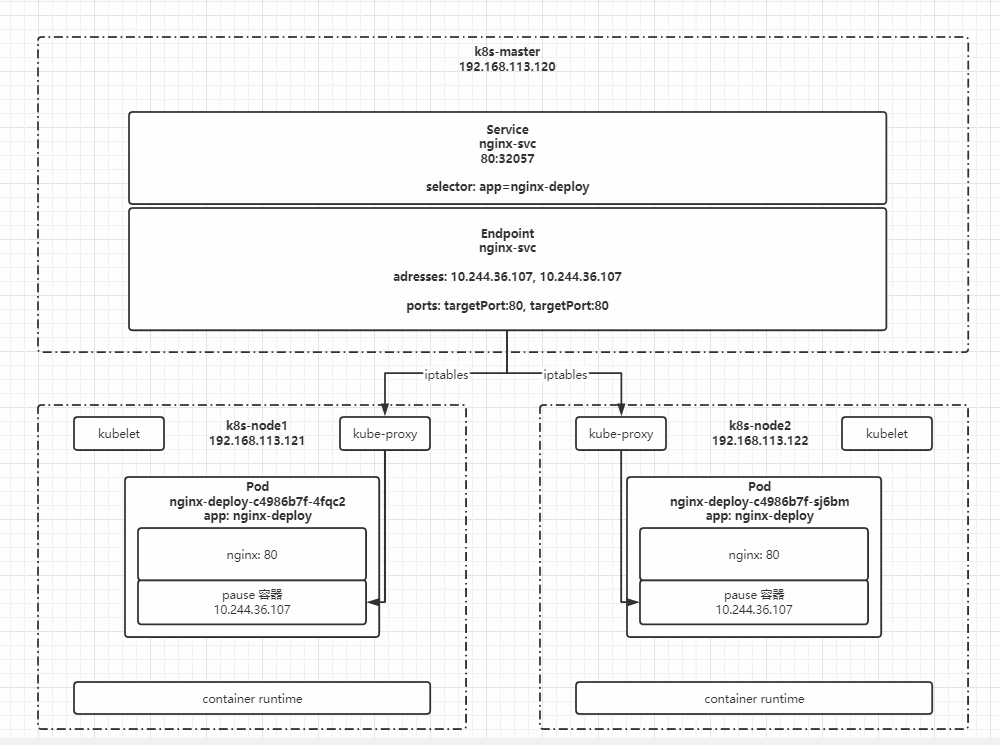 k8s-master
192.168.113.120
Service
nginx-svc
80:32057
selector: app=nginx-deploy
Endpoint
nginx-svc
adresses: 10.244.36.107, 10.244.36.107
ports: targetPort:80, targetPort:80
iptables
iptables
kubelet
k8s-node1
192.168.113.121
kube-proxy
Pod
nginx-deploy-c4986b7f-4fqc2
app: nginx-deploy
nginx: 80
pause 容器
10.244.36.107
container runtime
kube-proxy
k8s-node2
192.168.113.122
kubelet
Pod
nginx-deploy-c4986b7f-sj6bm
app: nginx-deploy
nginx: 80
pause 容器
10.244.36.107
container runtime